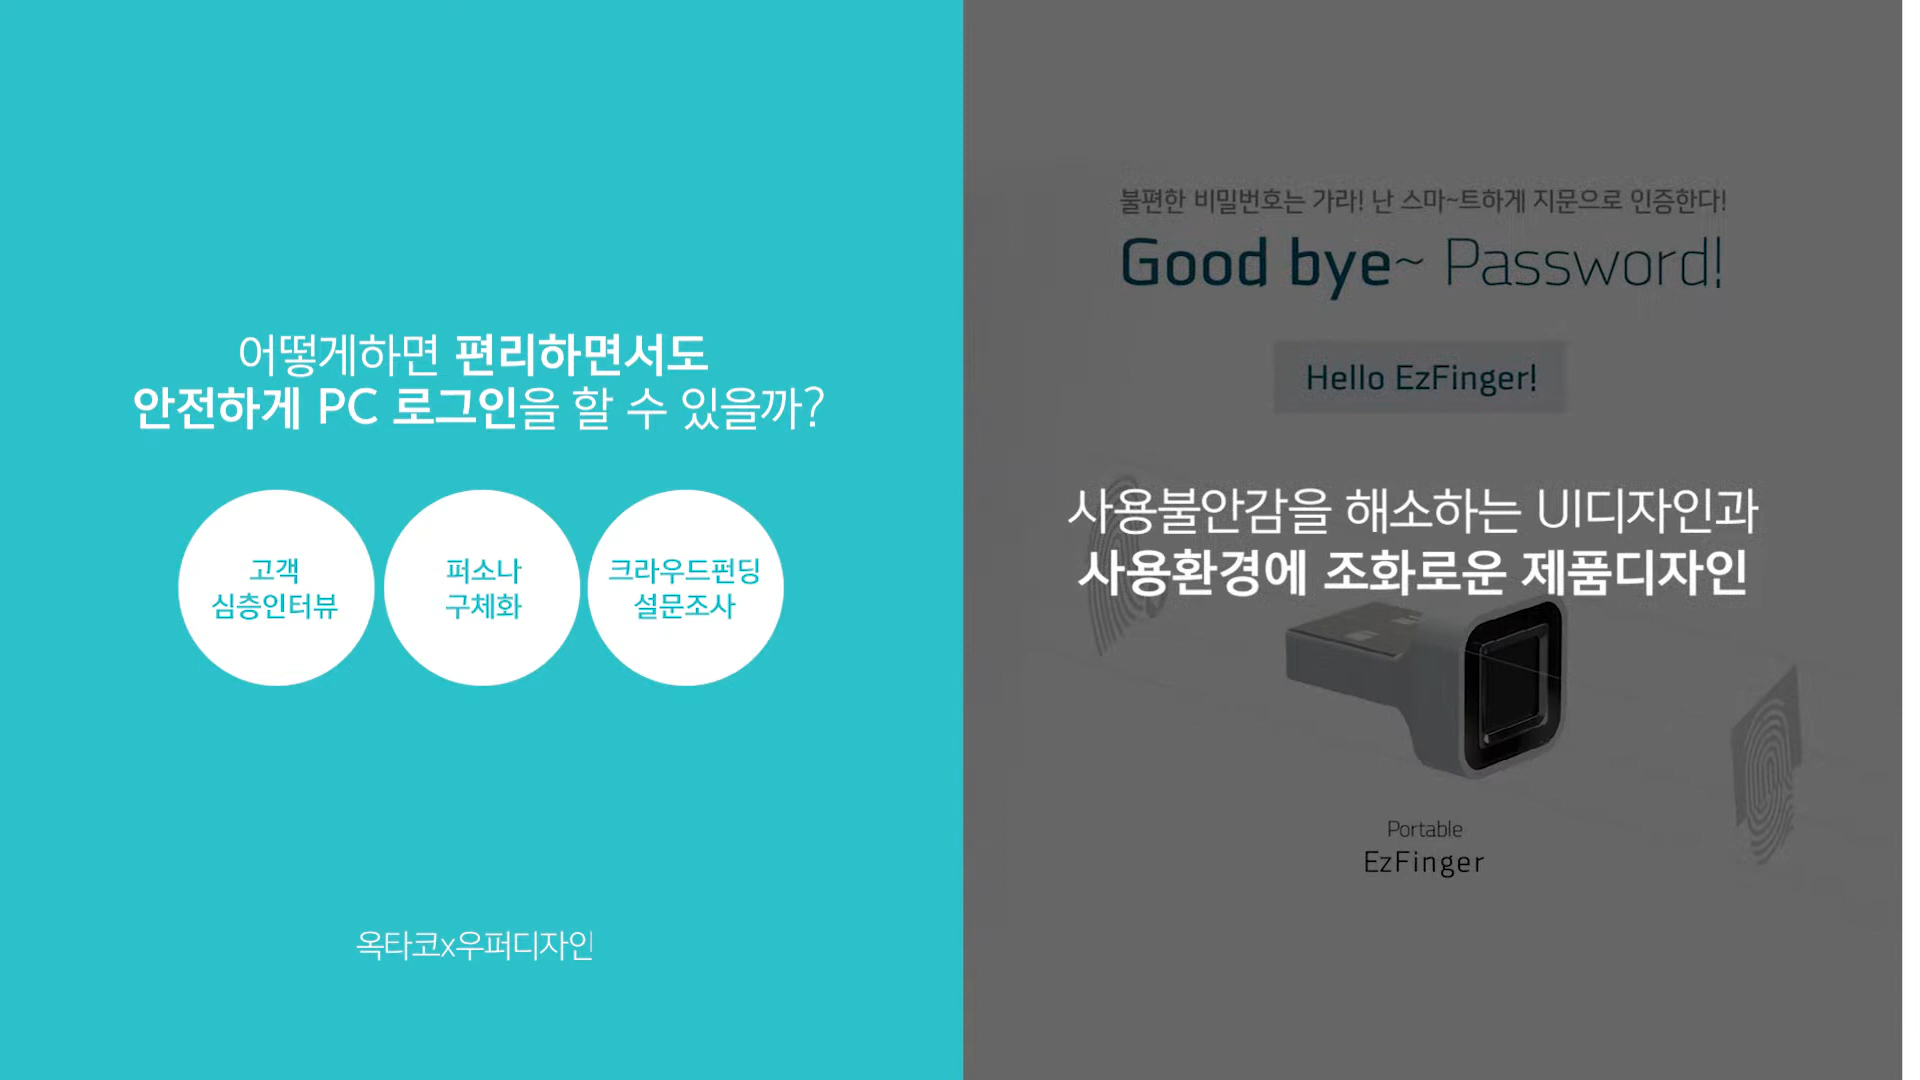 어떻게하면 편리하면서도
안전하게 PC 로그인을 할 수 있을까?
고객
심층인터뷰
퍼소나
구체화
크라우드펀딩
설문조사
옥타코x우퍼디자인
불편한 비밀번호는 가라! 난 스마~트하게 지문으로 인증한다!
Good bye~ Password!
Hello EzFinger!
사용불안감을 해소하는 UI디자인과
사용환경에 조화로운 제품디자인
Portable
EzFinger